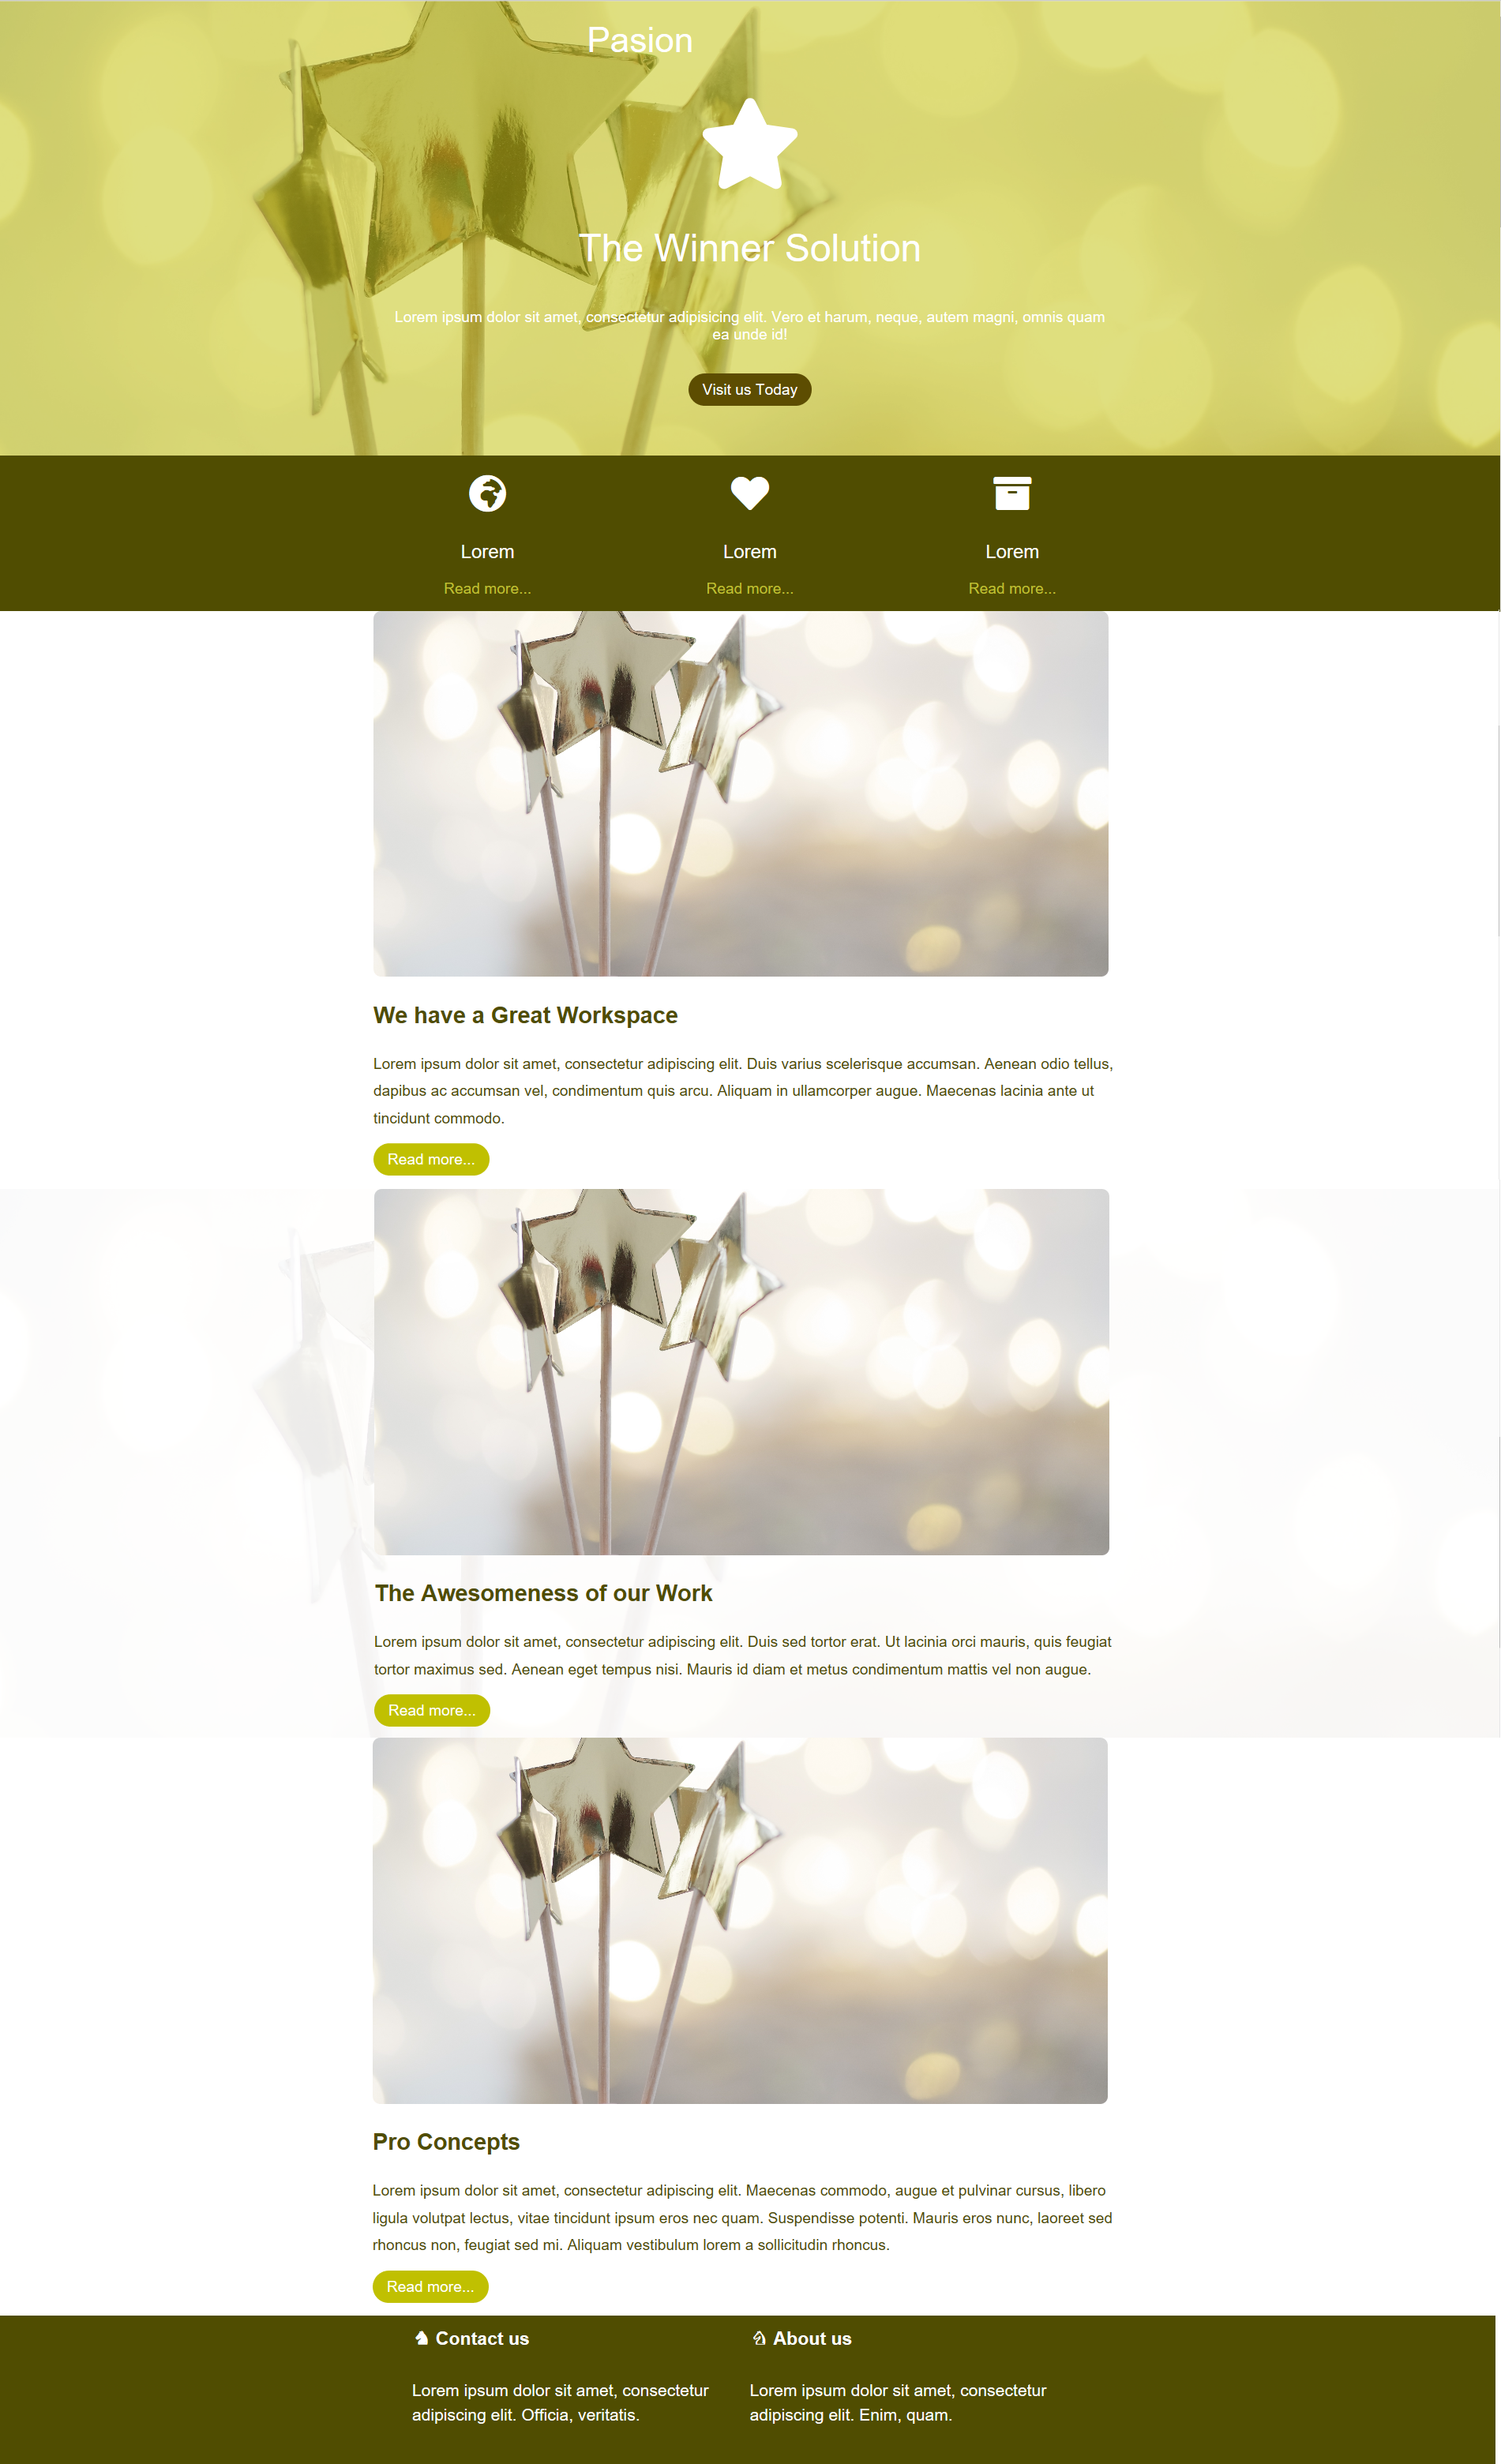 Pasion
The Winner Solution
Lorem ipsum dolor sit amet, consectetur adipisicing elit. Vero et harum, neque, autem magni, omnis quam
ea unde id!
Visit us Today
Lorem
Lorem
Lorem
Read more...
Read more...
Read more...
We have a Great Workspace
Lorem ipsum dolor sit amet, consectetur adipiscing elit. Duis varius scelerisque accumsan. Aenean odio tellus,
dapibus ac accumsan vel, condimentum quis arcu. Aliquam in ullamcorper augue. Maecenas lacinia ante ut
tincidunt commodo.
Read more...
The Awesomeness of our Work
Lorem ipsum dolor sit amet, consectetur adipiscing elit. Duis sed tortor erat. Ut lacinia orci mauris, quis feugiat
tortor maximus sed. Aenean eget tempus nisi. Mauris id diam et metus condimentum mattis vel non augue.
Read more...
Pro Concepts
Lorem ipsum dolor sit amet, consectetur adipiscing elit. Maecenas commodo, augue et pulvinar cursus, libero
ligula volutpat lectus, vitae tincidunt ipsum eros nec quam. Suspendisse potenti. Mauris eros nunc, laoreet sed
rhoncus non, feugiat sed mi. Aliquam vestibulum lorem a sollicitudin rhoncus.
Read more...
♞ Contact us
Lorem ipsum dolor sit amet, consectetur
adipiscing elit. Officia, veritatis.
♘ About us
Lorem ipsum dolor sit amet, consectetur
adipiscing elit. Enim, quam.